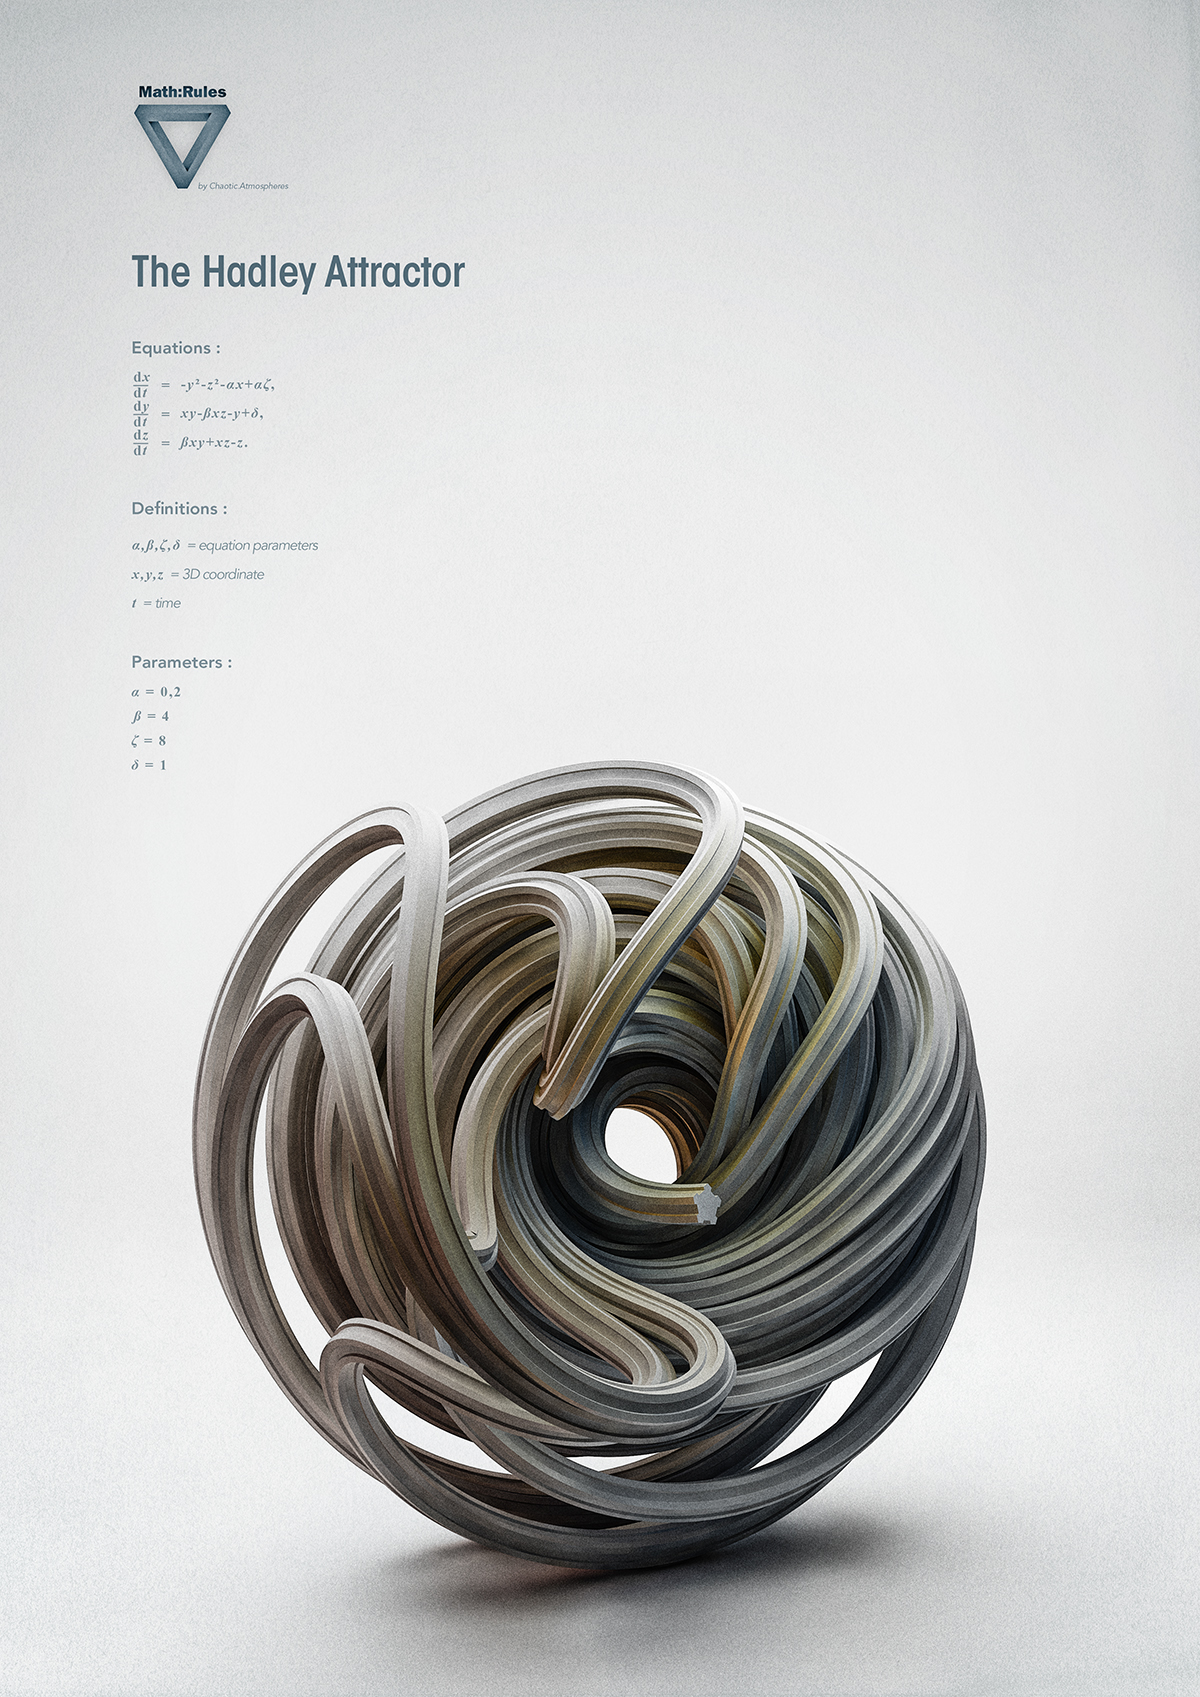 Math:Rules
by Chaotic Atmospheres
The Hadley Attractor
Equations :
dx/dt = -y²-z²-αx+αζ,
dy/dt = xy-βxz-y+δ,
dz/dt = βxy+xz-z.
Definitions :
α,β,ζ,δ = equation parameters
x,y,z = 3D coordinate
t = time
Parameters :
α = 0,2
β = 4
ζ = 8
δ = 1